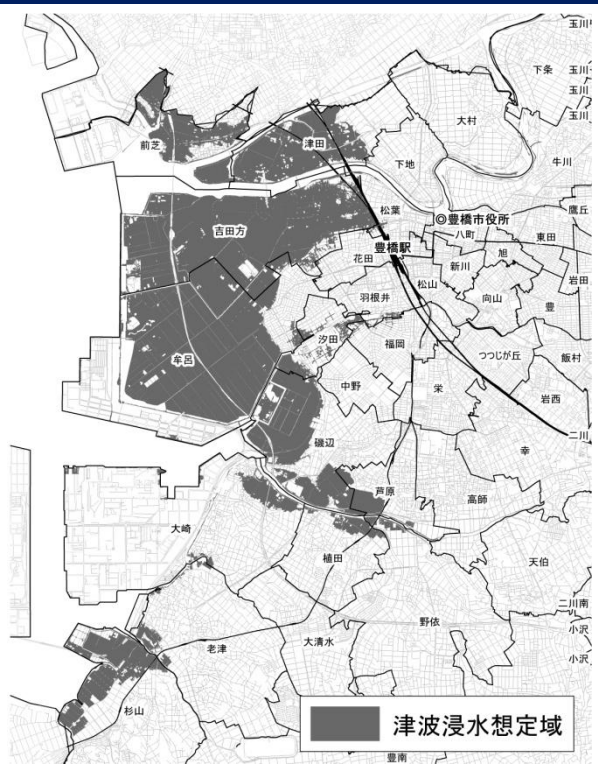 玉川
下条
玉川
玉川
玉川
大村
前芝
津田
下地
牛川
吉田方
松葉
◎豊橋市役所
鷹丘
八町
東田
豊橋駅
花田
新川
旭
岩田
松山
羽根井
向山
豊
汐田
福岡
つつじが丘
飯村
牟呂
中野
栄
岩西
二川
磯辺
幸
芦原
高師
大崎
植田
天伯
野依
二川南
小沢
老津
大清水
小沢
杉山
津波浸水想定域
豊南